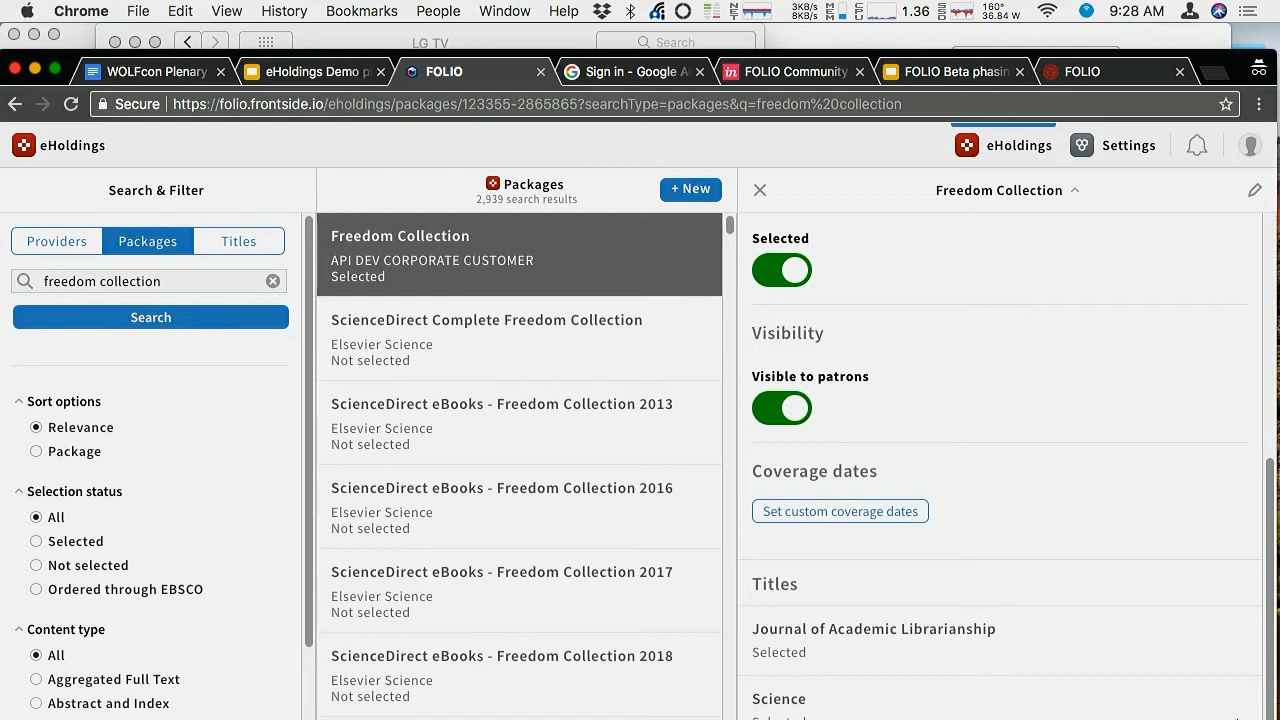 Chrome File Edit View History Bookmarks People Window Help 3KB/s 8KB/s 1.36 160° 36.84 W 9:28 AM
LG TV Search
WOLFcon Plenary eHoldings Demo p FOLIO Sign in - Google A FOLIO Community FOLIO Beta phasin FOLIO
Secure https://folio.frontside.io/eholdings/packages/123355-2865865?searchType=packages&q=freedom%20collection
eHoldings eHoldings Settings
Search & Filter
Providers Packages Titles
freedom collection
Search
Sort options
Relevance
Package
Selection status
All
Selected
Not selected
Ordered through EBSCO
Content type
All
Aggregated Full Text
Abstract and Index
Packages
2,939 search results
+ New
Freedom Collection
API DEV CORPORATE CUSTOMER
Selected
ScienceDirect Complete Freedom Collection
Elsevier Science
Not selected
ScienceDirect eBooks - Freedom Collection 2013
Elsevier Science
Not selected
ScienceDirect eBooks - Freedom Collection 2016
Elsevier Science
Not selected
ScienceDirect eBooks - Freedom Collection 2017
Elsevier Science
Not selected
ScienceDirect eBooks - Freedom Collection 2018
Elsevier Science
Not selected
Freedom Collection
Selected
Visibility
Visible to patrons
Coverage dates
Set custom coverage dates
Titles
Journal of Academic Librarianship
Selected
Science